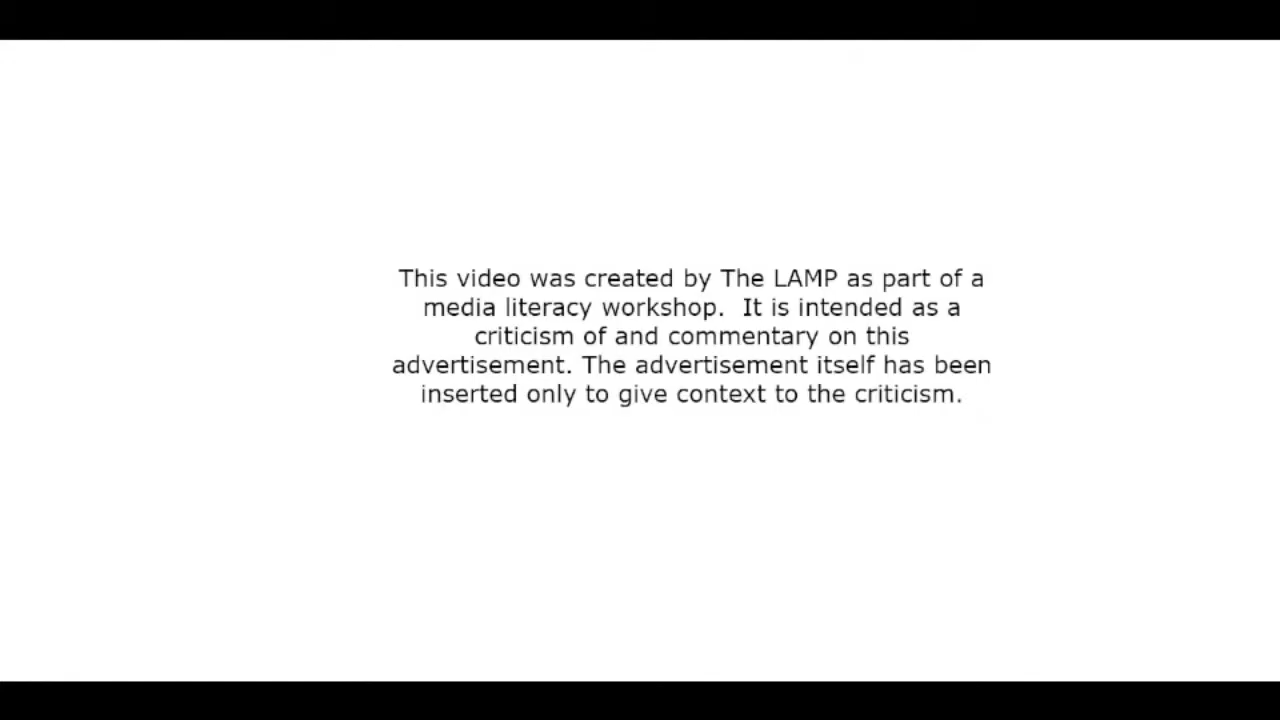 This video was created by The LAMP as part of a
media literacy workshop.  It is intended as a
criticism of and commentary on this
advertisement. The advertisement itself has been
inserted only to give context to the criticism.